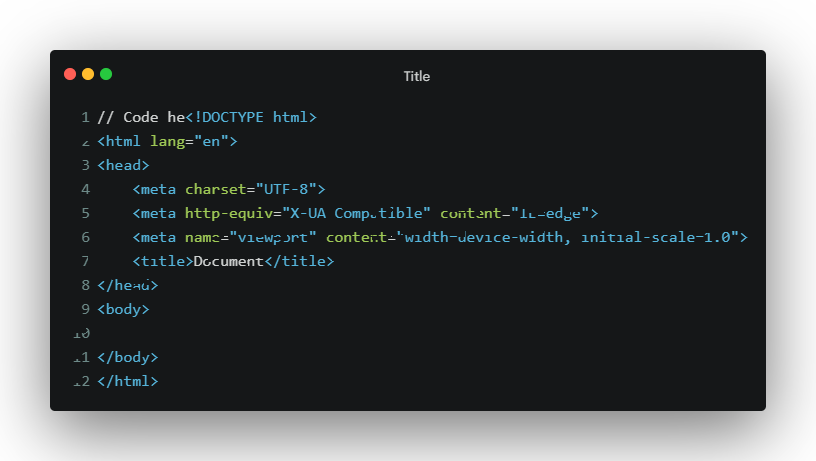 Title
1 // Code he<!DOCTYPE html>
2 <html lang="en">
3 <head>
4     <meta charset="UTF-8">
5     <meta http-equiv="X-UA Compatible" content="IE=edge">
6     <meta name="viewport" content="width=device-width, initial-scale=1.0">
7     <title>Document</title>
8 </head>
9 <body>
10
11 </body>
12 </html>